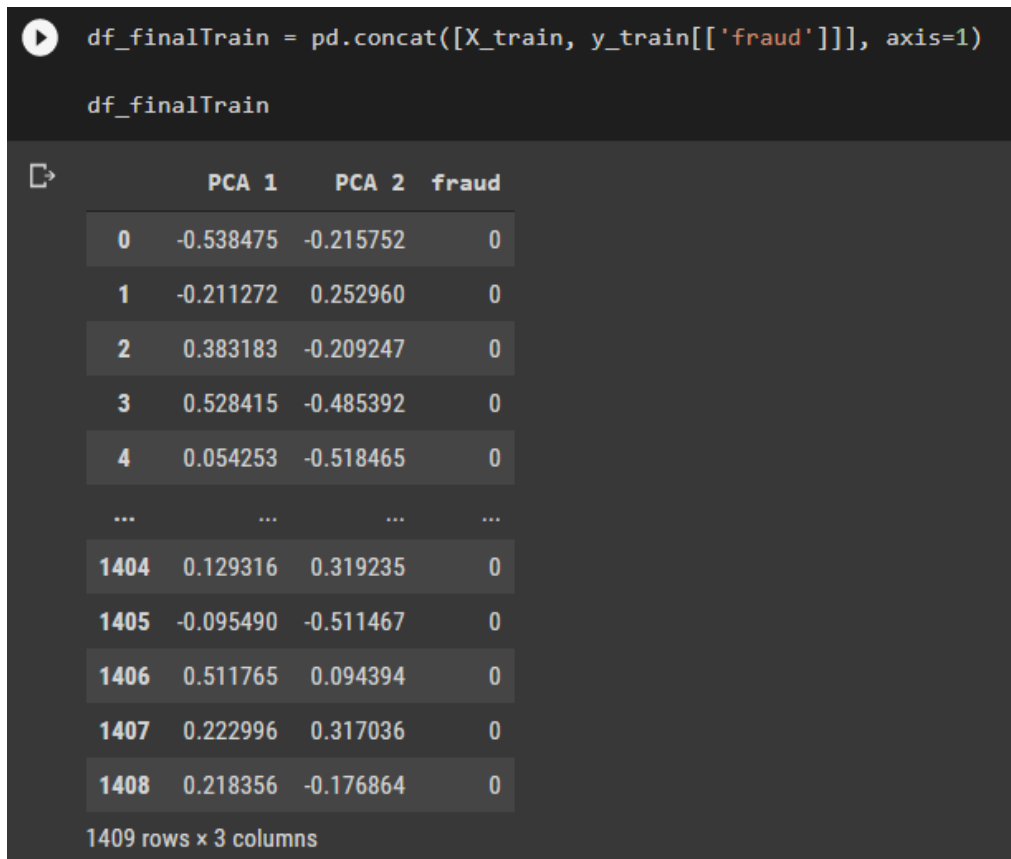 df_finalTrain = pd.concat([X_train, y_train[['fraud']]], axis=1)
df_finalTrain
PCA 1 PCA 2 fraud
0 -0.538475 -0.215752 0
1 -0.211272 0.252960 0
2 0.383183 -0.209247 0
3 0.528415 -0.485392 0
4 0.054253 -0.518465 0
... ... ... ...
1404 0.129316 0.319235 0
1405 -0.095490 -0.511467 0
1406 0.511765 0.094394 0
1407 0.222996 0.317036 0
1408 0.218356 -0.176864 0
1409 rows × 3 columns